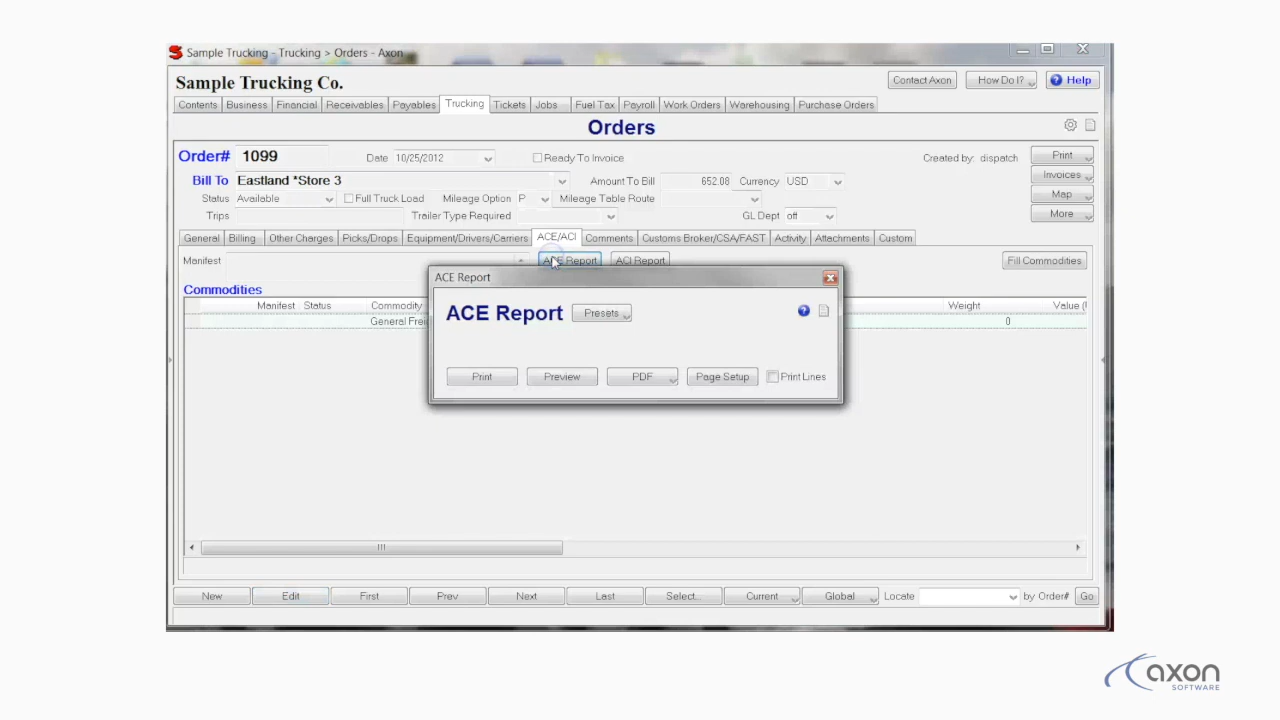 Sample Trucking - Trucking > Orders - Axon
Sample Trucking Co.
Contact Axon How Do I? Help
Contents Business Financial Receivables Payables Trucking Tickets Jobs Fuel Tax Payroll Work Orders Warehousing Purchase Orders
Orders
Order# 1099 Date 10/25/2012 Ready To Invoice Created by: dispatch Print
Bill To Eastland *Store 3 Amount To Bill 652.08 Currency USD Invoices
Status Available Full Truck Load Mileage Option P Mileage Table Route Map
Trips Trailer Type Required GL Dept off More
General Billing Other Charges Picks/Drops Equipment/Drivers/Carriers ACE/ACI Comments Customs Broker/CSA/FAST Activity Attachments Custom
Manifest ACE Report ACI Report Fill Commodities
ACE Report
Commodities
Manifest Status Commodity Weight Value (
General Frei 0
ACE Report Presets
Print Preview PDF Page Setup Print Lines
New Edit First Prev Next Last Select... Current Global Locate by Order# Go
axon
SOFTWARE